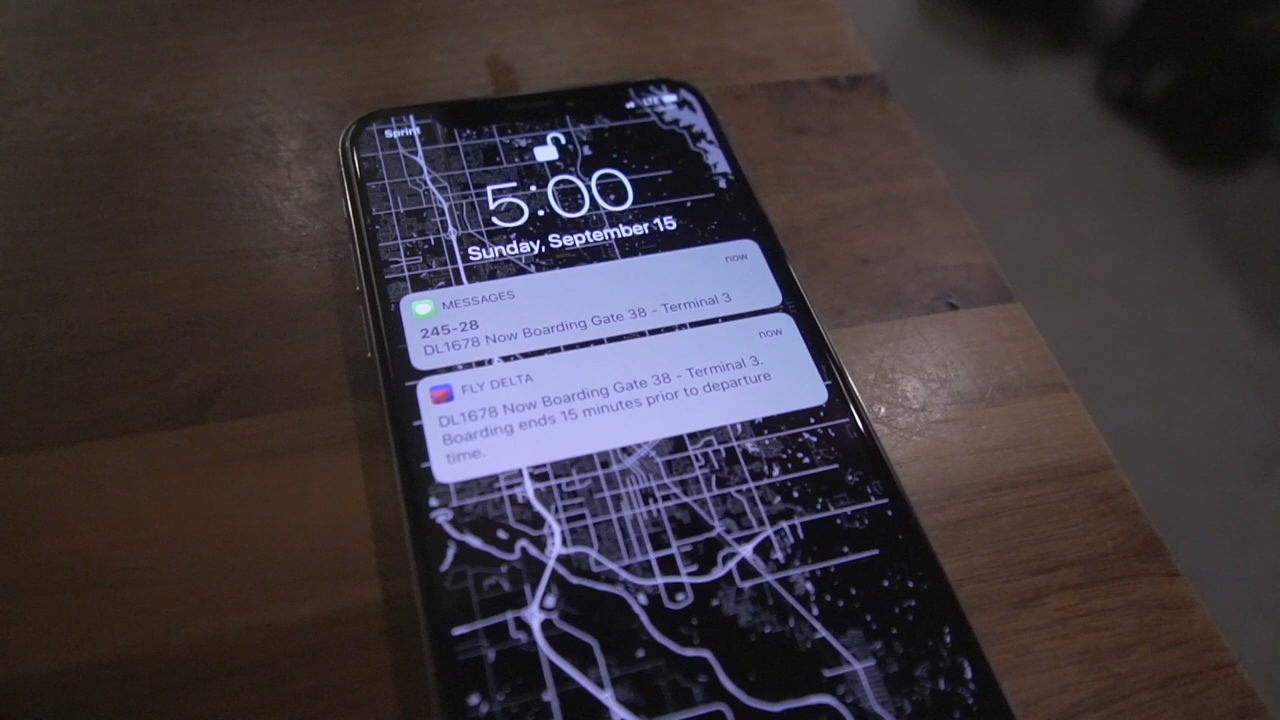 Sprint
LTE
5:00
Sunday, September 15
MESSAGES
now
245-28
DL1678 Now Boarding Gate 38 - Terminal 3
FLY DELTA
now
DL1678 Now Boarding Gate 38 - Terminal 3.
Boarding ends 15 minutes prior to departure
time.